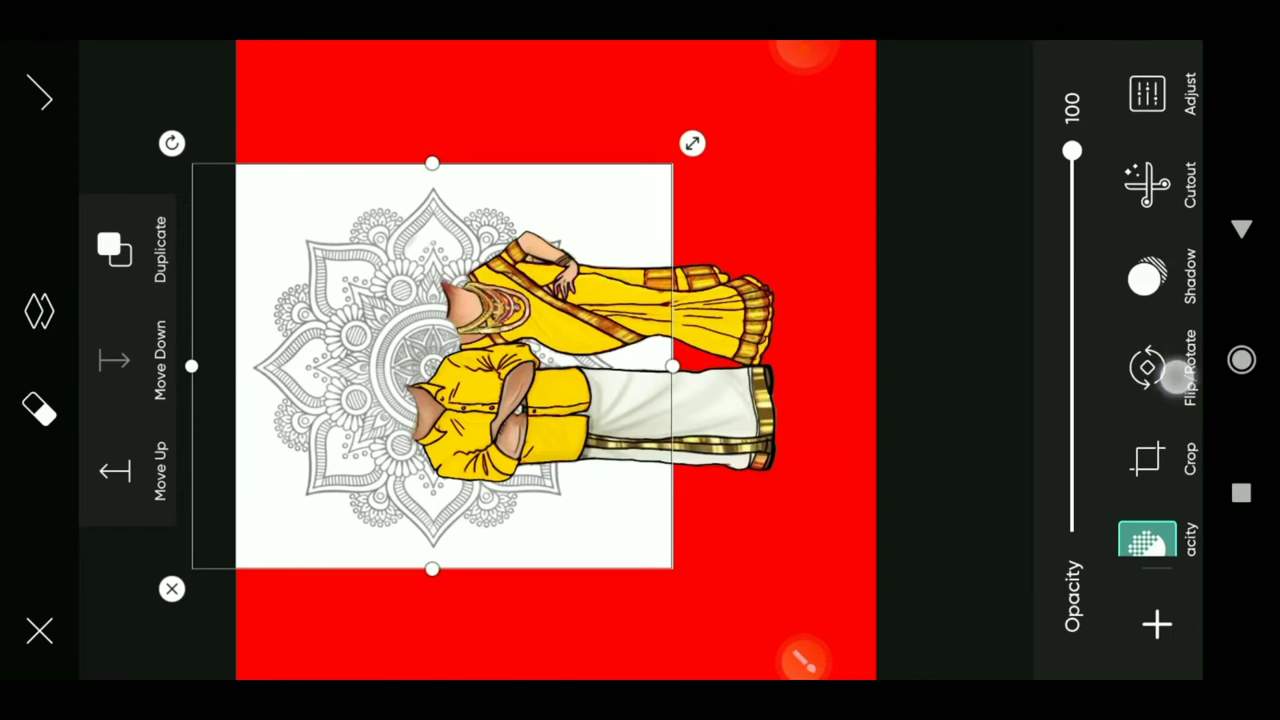 Duplicate
Move Down
Move Up
Adjust
Cutout
Shadow
Flip/Rotate
Crop
acity
100
Opacity